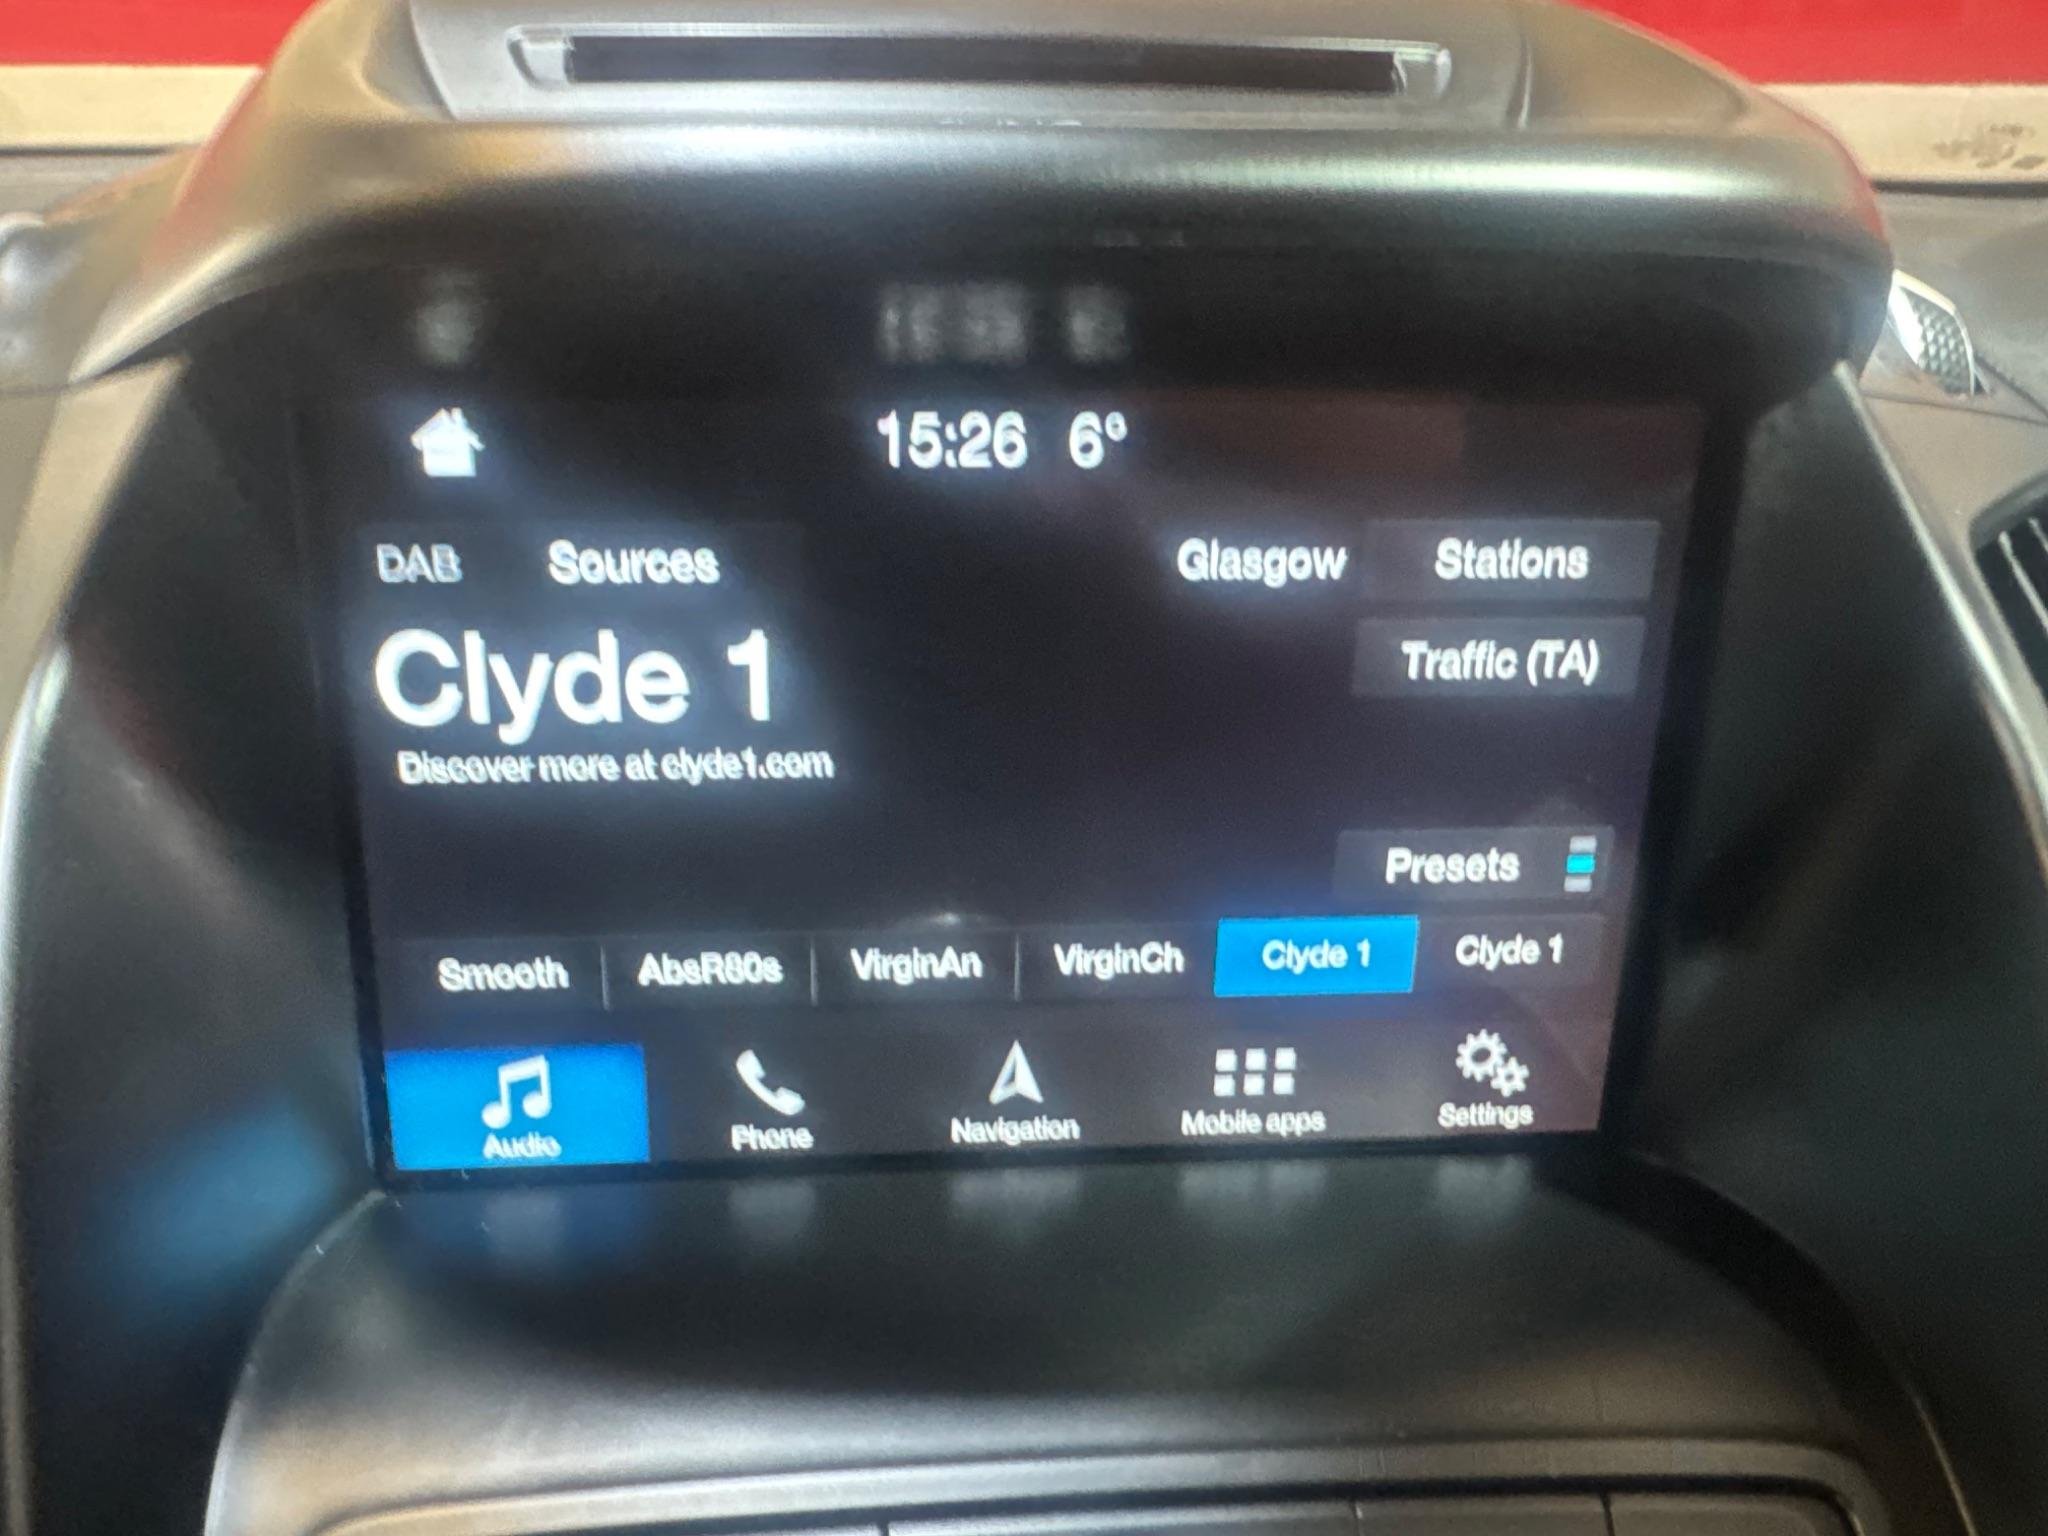 15:26 6°
DAB Sources Glasgow Stations
Clyde 1 Traffic (TA)
Discover more at clyde1.com
Presets
Smooth AbsR80s VirginAn VirginCh Clyde 1 Clyde 1
Audio Phone Navigation Mobile apps Settings